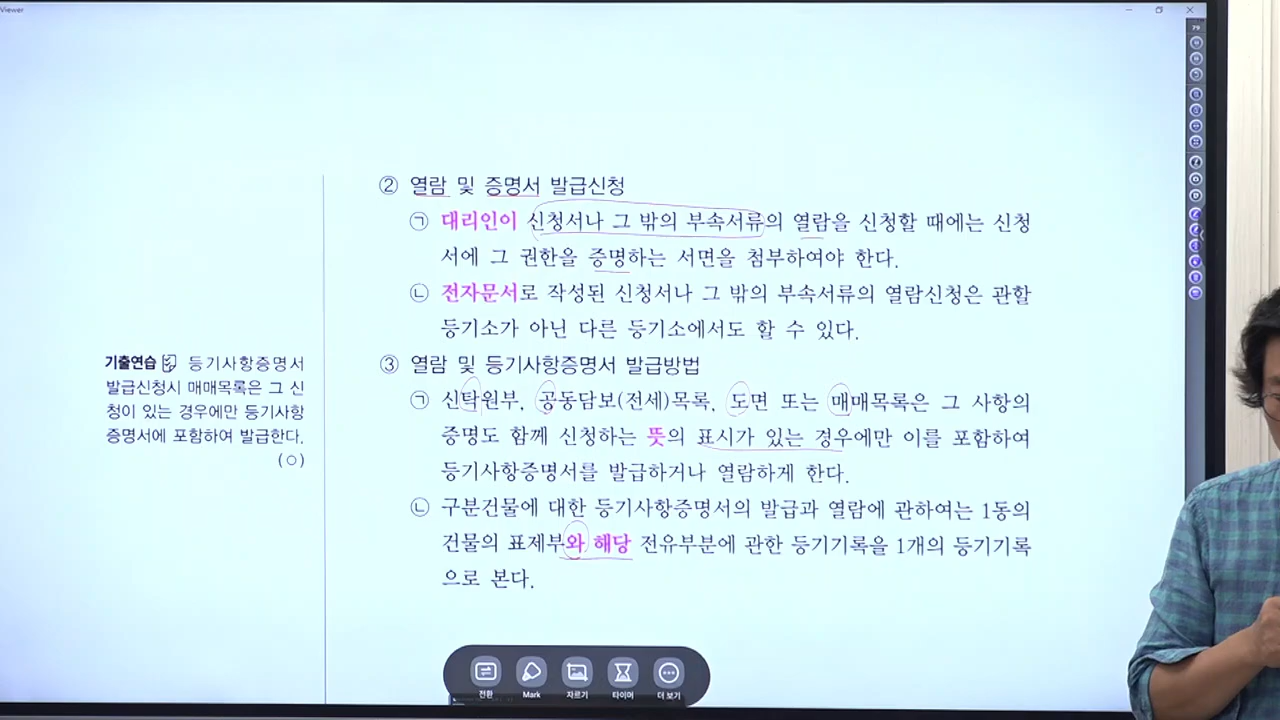 Viewer
79
② 열람 및 증명서 발급신청
㉠ 대리인이 신청서나 그 밖의 부속서류의 열람을 신청할 때에는 신청
서에 그 권한을 증명하는 서면을 첨부하여야 한다.
㉡ 전자문서로 작성된 신청서나 그 밖의 부속서류의 열람신청은 관할
등기소가 아닌 다른 등기소에서도 할 수 있다.
③ 열람 및 등기사항증명서 발급방법
㉠ 신탁원부, 공동담보(전세)목록, 도면 또는 매매목록은 그 사항의
증명도 함께 신청하는 뜻의 표시가 있는 경우에만 이를 포함하여
등기사항증명서를 발급하거나 열람하게 한다.
㉡ 구분건물에 대한 등기사항증명서의 발급과 열람에 관하여는 1동의
건물의 표제부와 해당 전유부분에 관한 등기기록을 1개의 등기기록
으로 본다.
기출연습 등기사항증명서
발급신청시 매매목록은 그 신
청이 있는 경우에만 등기사항
증명서에 포함하여 발급한다.
(○)
전환 Mark 자르기 타이머 더 보기